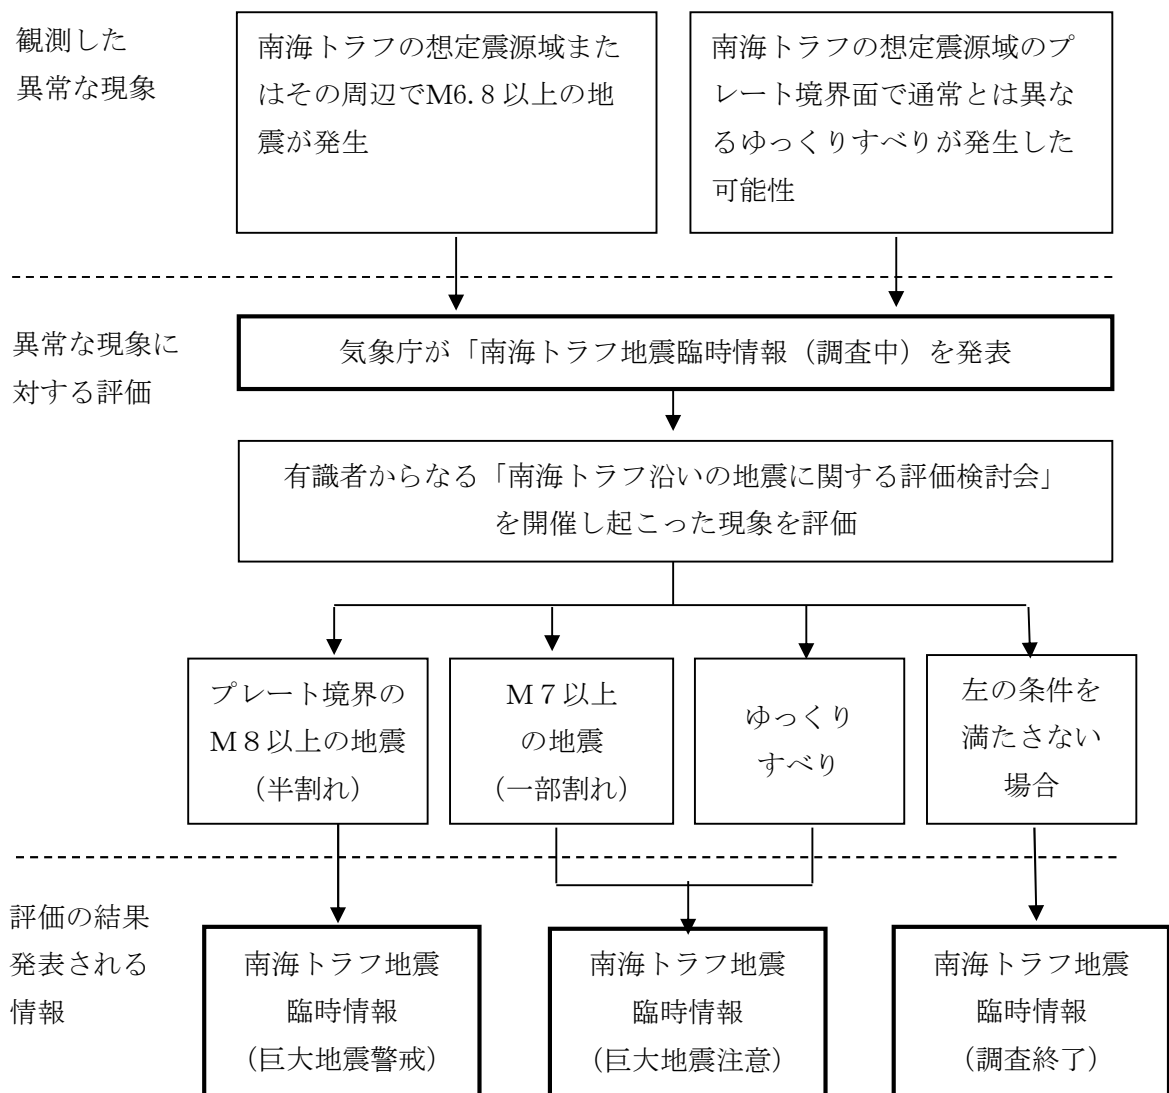 観測した
異常な現象
南海トラフの想定震源域また
はその周辺でM6.8以上の地
震が発生
南海トラフの想定震源域のプ
レート境界面で通常とは異な
るゆっくりすべりが発生した
可能性
異常な現象に
対する評価
気象庁が「南海トラフ地震臨時情報（調査中）を発表
有識者からなる「南海トラフ沿いの地震に関する評価検討会」
を開催し起こった現象を評価
プレート境界の
Ｍ８以上の地震
（半割れ）
Ｍ７以上
の地震
（一部割れ）
ゆっくり
すべり
左の条件を
満たさない
場合
評価の結果
発表される
情報
南海トラフ地震
臨時情報
（巨大地震警戒）
南海トラフ地震
臨時情報
（巨大地震注意）
南海トラフ地震
臨時情報
（調査終了）